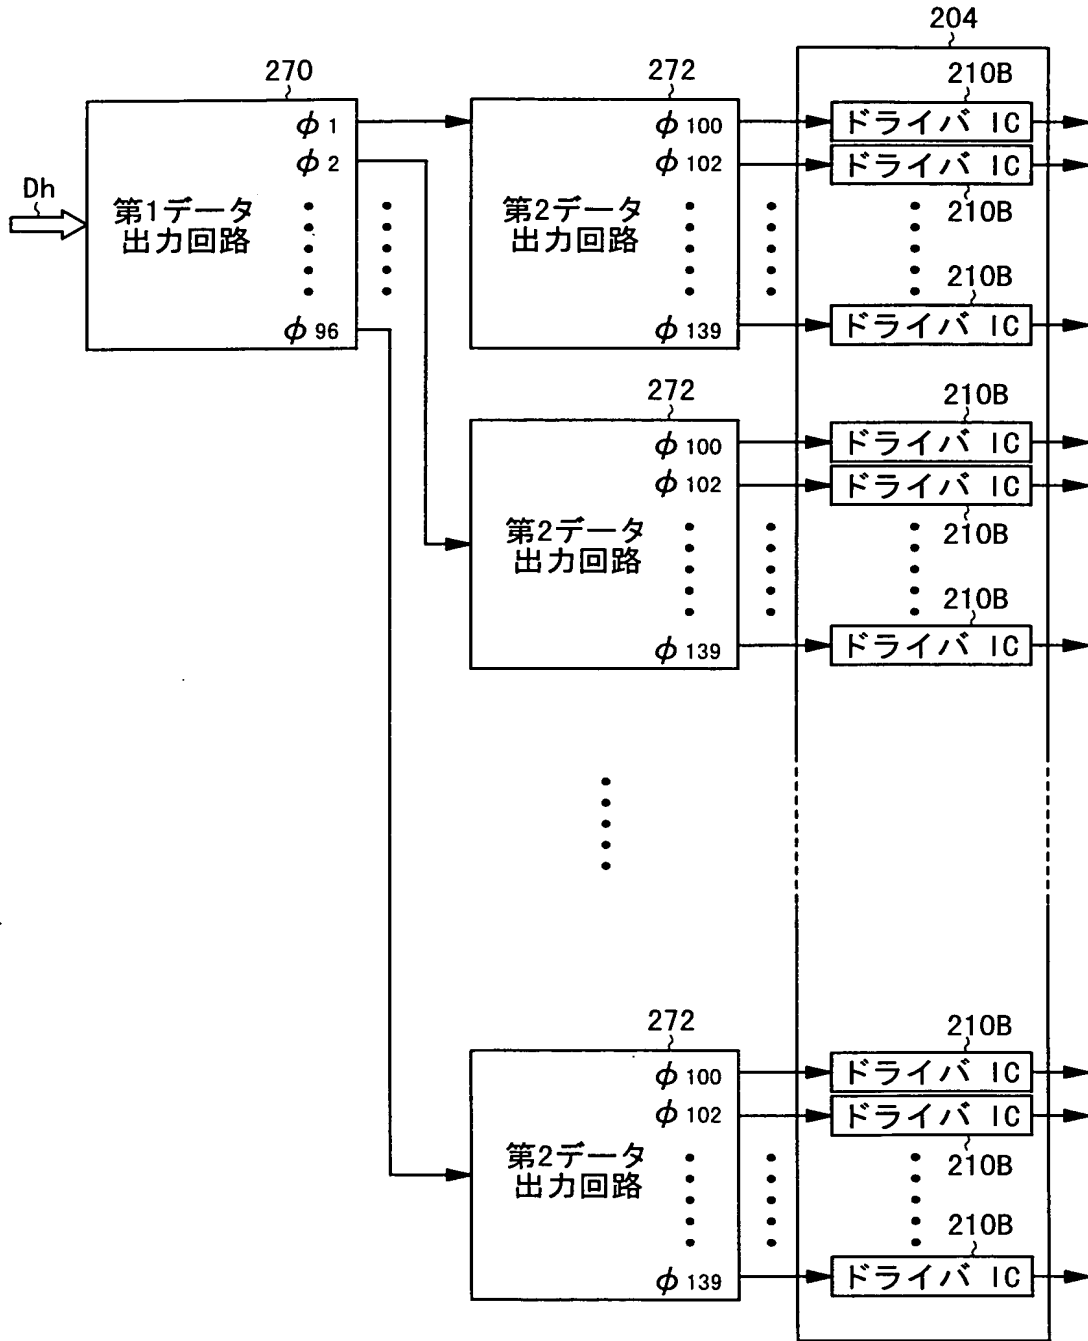 204
270
272
210B
φ1
φ100
ドライバ IC
φ2
φ102
ドライバ IC
Dh
第1データ
出力回路
第2データ
出力回路
210B
210B
φ96
φ139
ドライバ IC
272
210B
φ100
ドライバ IC
φ102
ドライバ IC
第2データ
出力回路
210B
210B
φ139
ドライバ IC
272
210B
φ100
ドライバ IC
φ102
ドライバ IC
第2データ
出力回路
210B
210B
φ139
ドライバ IC